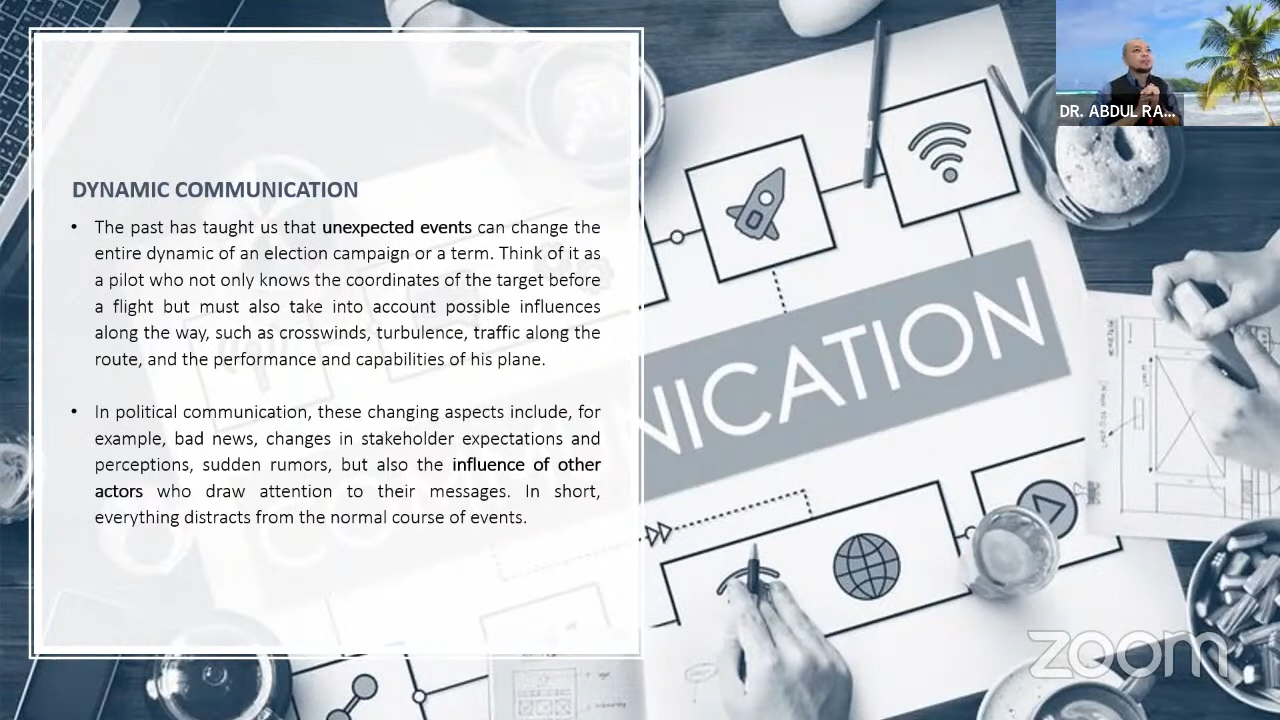 DR. ABDUL RA...
DYNAMIC COMMUNICATION
• The past has taught us that unexpected events can change the
entire dynamic of an election campaign or a term. Think of it as
a pilot who not only knows the coordinates of the target before
a flight but must also take into account possible influences
along the way, such as crosswinds, turbulence, traffic along the
route, and the performance and capabilities of his plane.
• In political communication, these changing aspects include, for
example, bad news, changes in stakeholder expectations and
perceptions, sudden rumors, but also the influence of other
actors who draw attention to their messages. In short,
everything distracts from the normal course of events.
NICATION
zoom